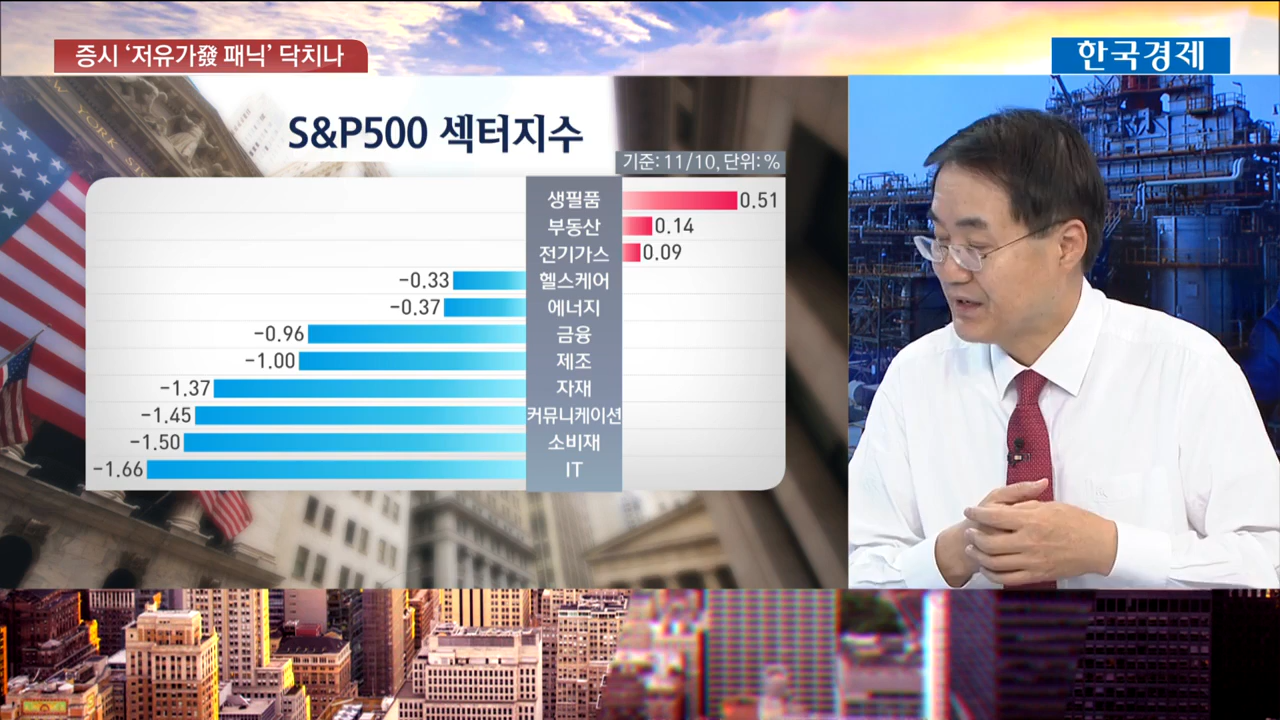 증시 ‘저유가發 패닉’ 닥치나
한국경제
S&P500 섹터지수
기준: 11/10, 단위: %
생필품 0.51
부동산 0.14
전기가스 0.09
-0.33 헬스케어
-0.37 에너지
-0.96 금융
-1.00 제조
-1.37 자재
-1.45 커뮤니케이션
-1.50 소비재
-1.66 IT